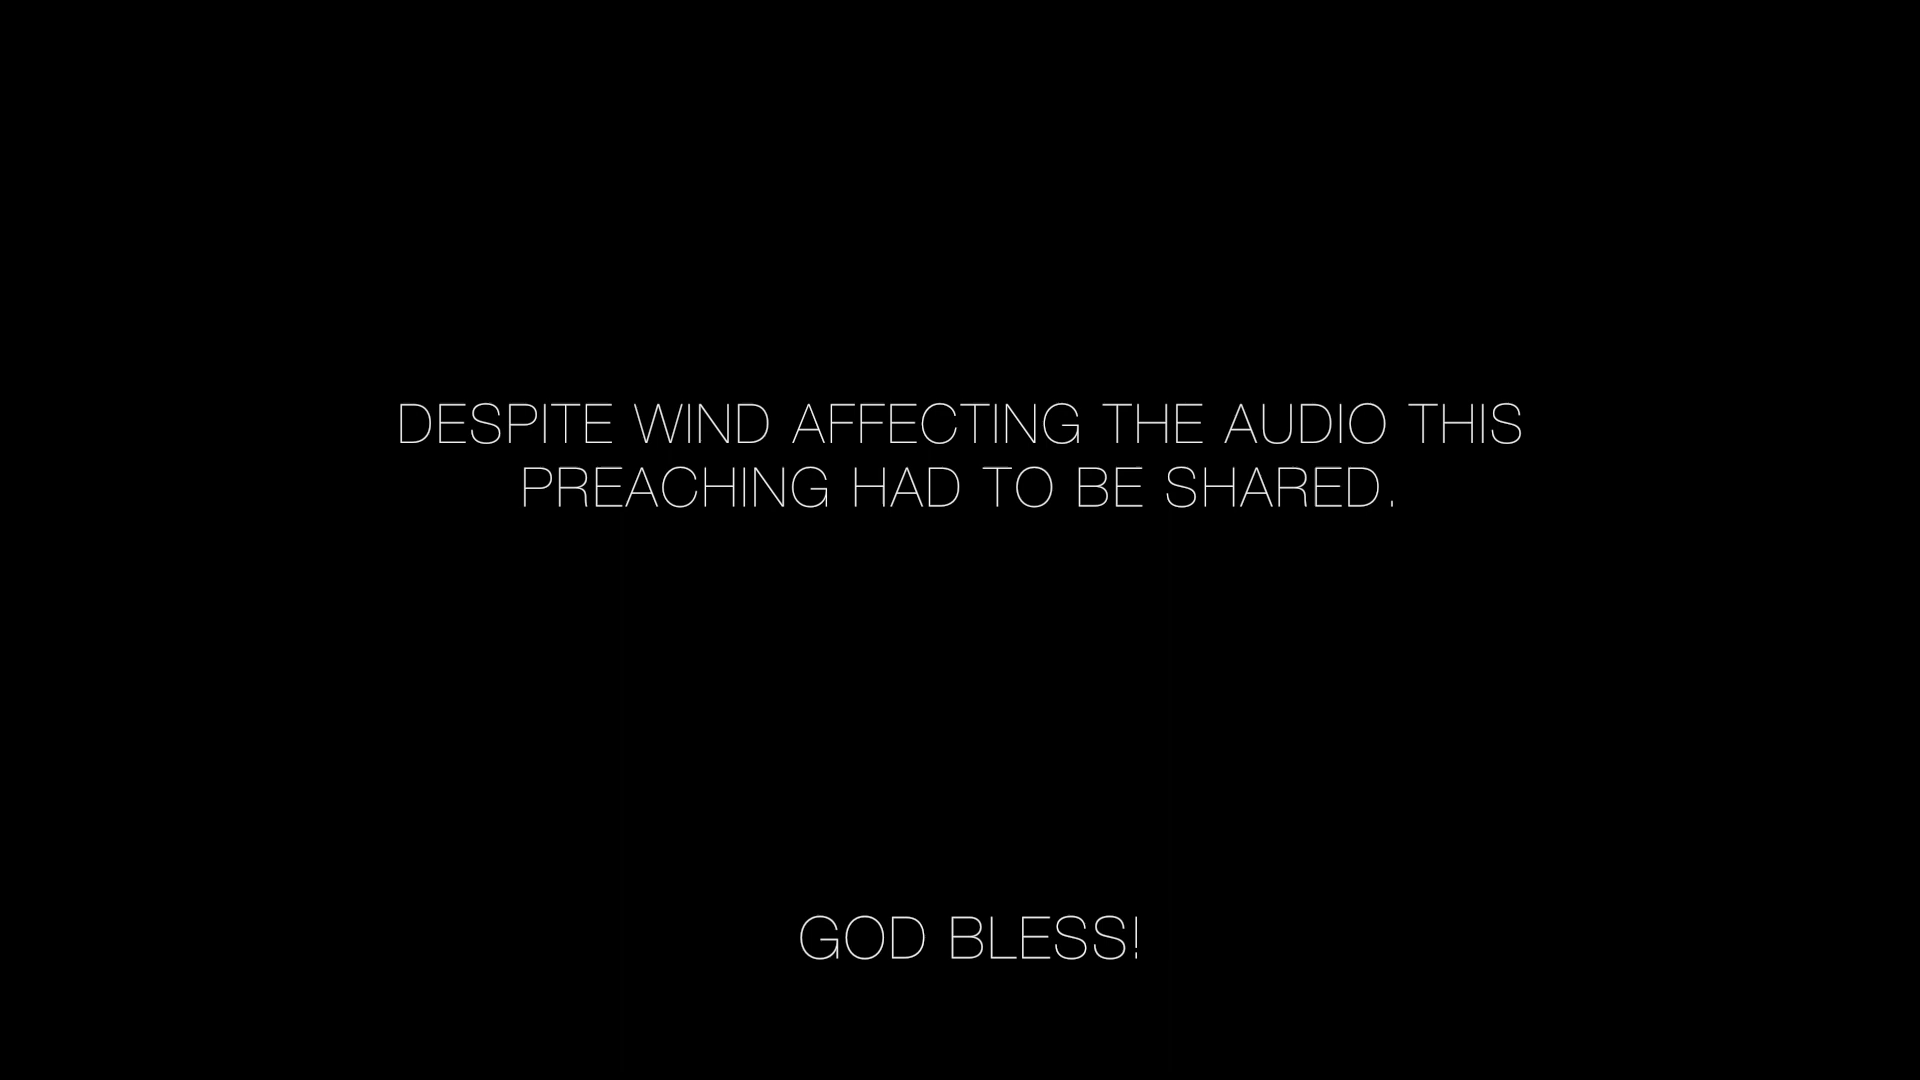 DESPITE WIND AFFECTING THE AUDIO THIS
PREACHING HAD TO BE SHARED.
GOD BLESS!